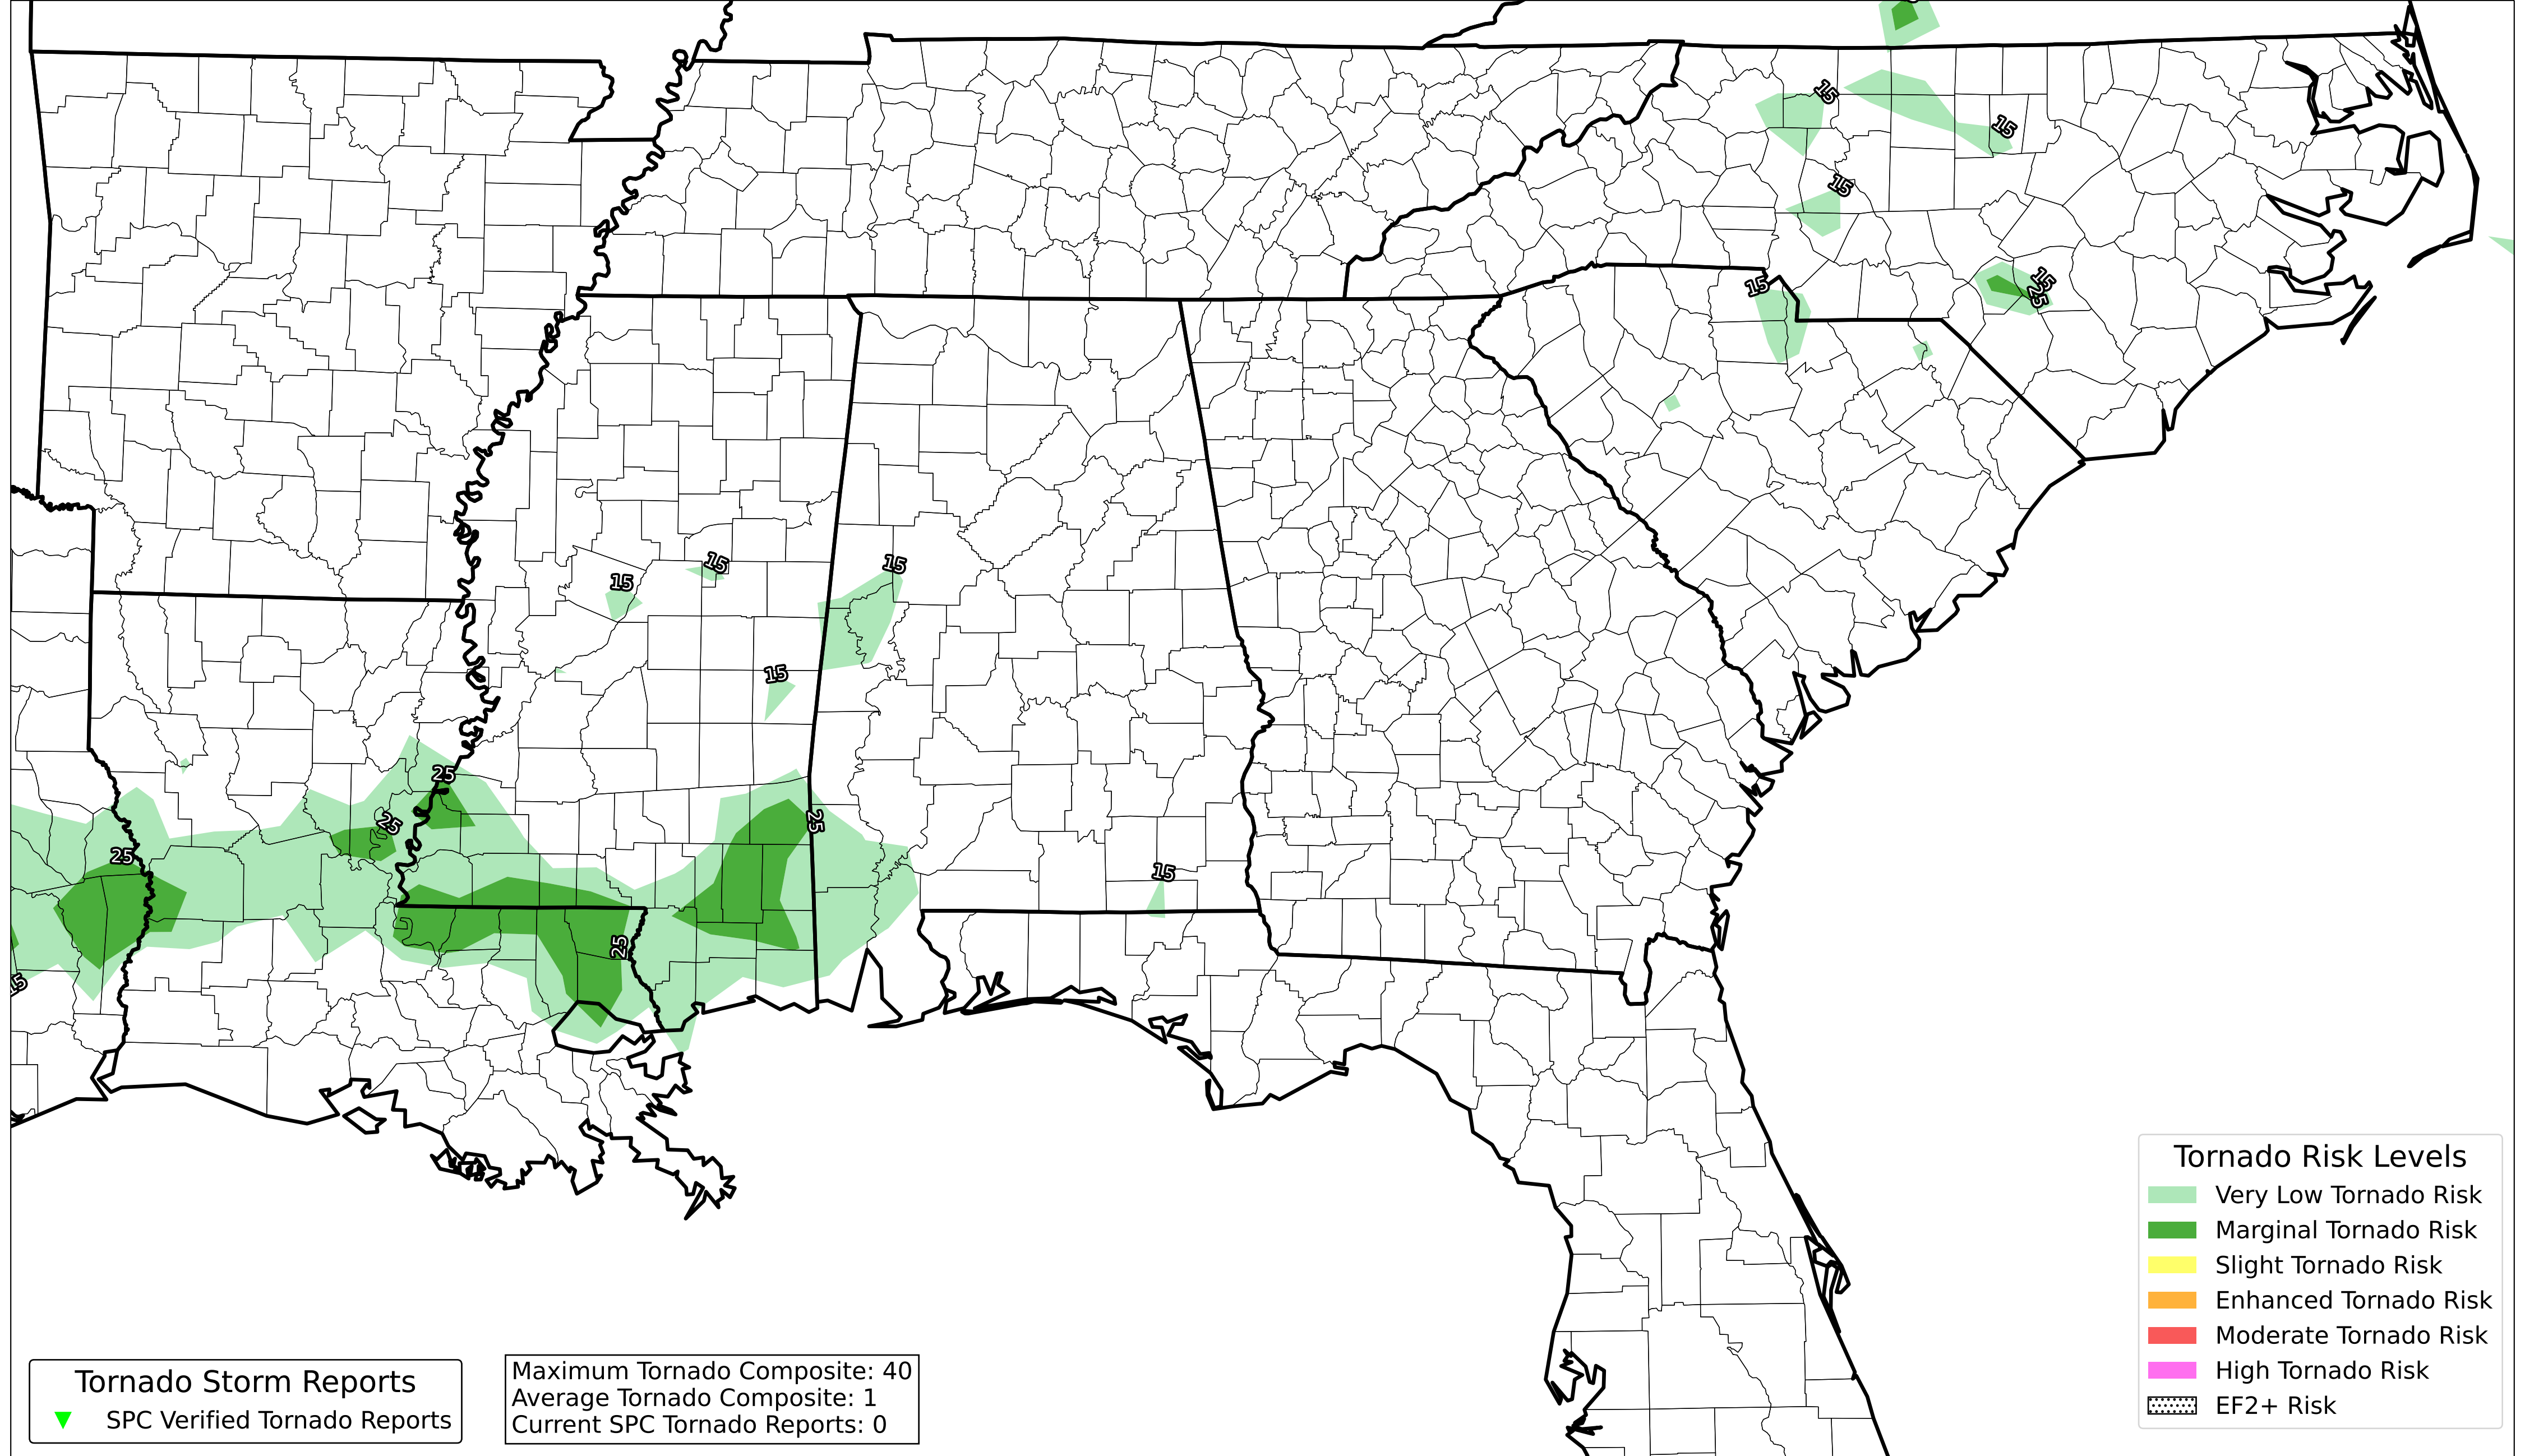 15
15
15
15
15
25
15
15
15
15
25
25
25
25
15
25
15
Tornado Risk Levels
Very Low Tornado Risk
Marginal Tornado Risk
Slight Tornado Risk
Enhanced Tornado Risk
Moderate Tornado Risk
High Tornado Risk
EF2+ Risk
Tornado Storm Reports
SPC Verified Tornado Reports
Maximum Tornado Composite: 40
Average Tornado Composite: 1
Current SPC Tornado Reports: 0